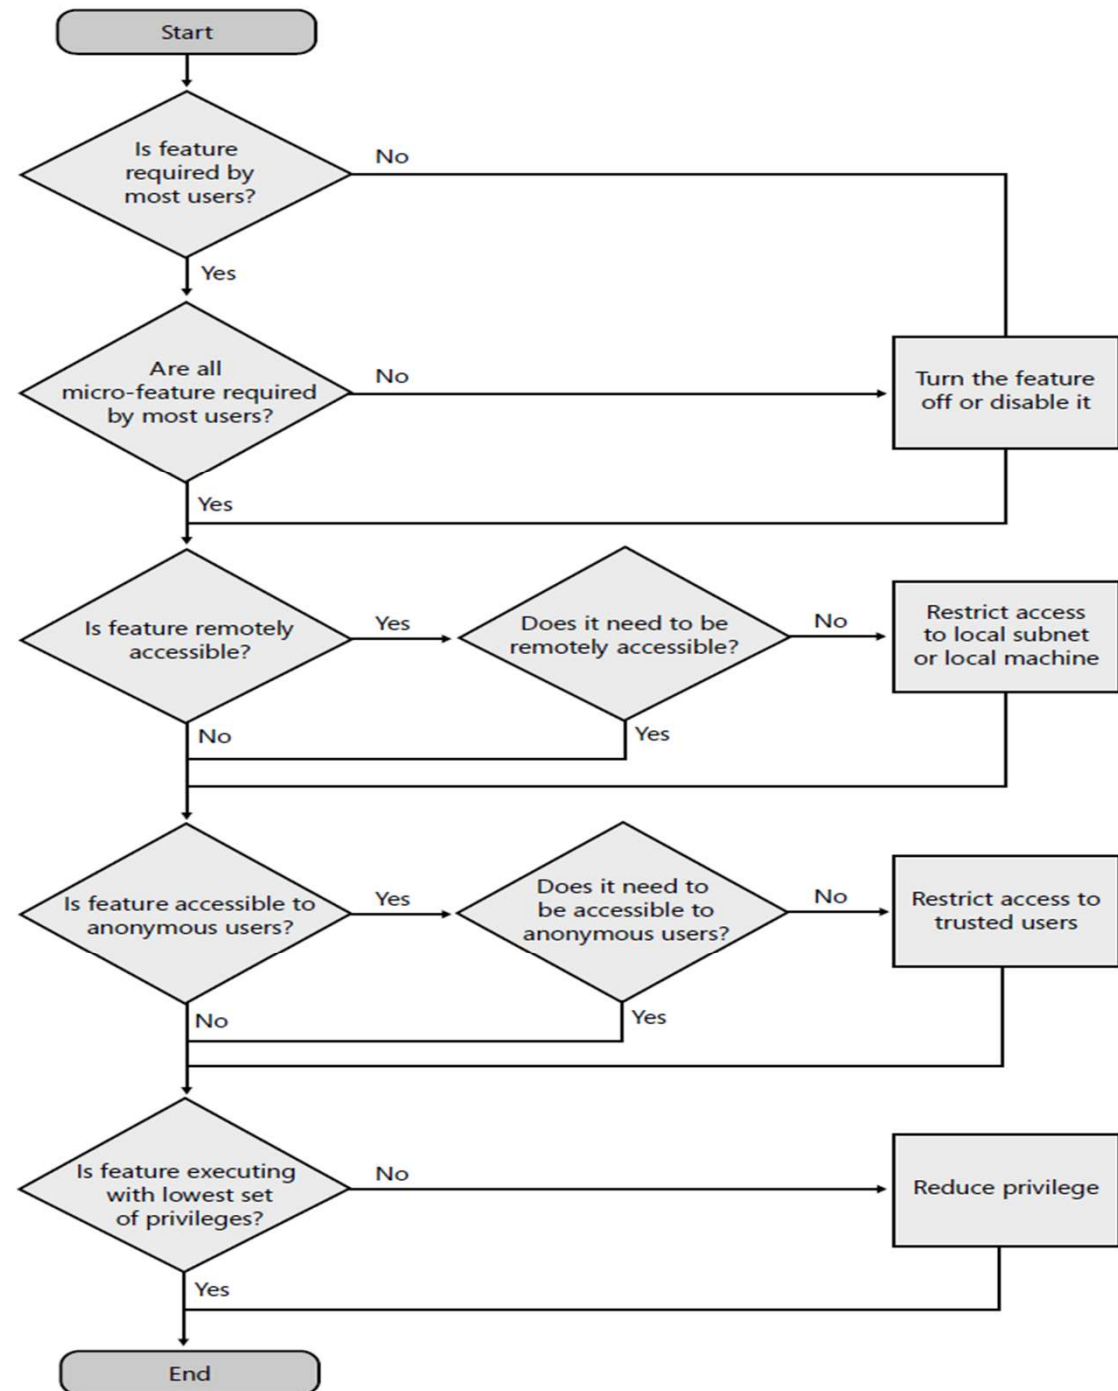 Start
Is feature
required by
most users?
No
Yes
Are all
micro-feature required
by most users?
No
Turn the feature
off or disable it
Yes
Is feature remotely
accessible?
Yes
Does it need to be
remotely accessible?
No
Restrict access
to local subnet
or local machine
No
Yes
Is feature accessible to
anonymous users?
Yes
Does it need to
be accessible to
anonymous users?
No
Restrict access to
trusted users
No
Yes
Is feature executing
with lowest set
of privileges?
No
Reduce privilege
Yes
End